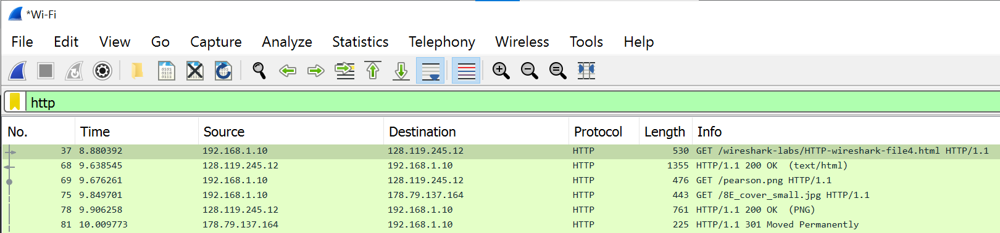 *Wi-Fi
File Edit View Go Capture Analyze Statistics Telephony Wireless Tools Help
http
No. Time Source Destination Protocol Length Info
37 8.880392 192.168.1.10 128.119.245.12 HTTP 530 GET /wireshark-labs/HTTP-wireshark-file4.html HTTP/1.1
68 9.638545 128.119.245.12 192.168.1.10 HTTP 1355 HTTP/1.1 200 OK (text/html)
69 9.676261 192.168.1.10 128.119.245.12 HTTP 476 GET /pearson.png HTTP/1.1
75 9.849701 192.168.1.10 178.79.137.164 HTTP 443 GET /8E_cover_small.jpg HTTP/1.1
78 9.906258 128.119.245.12 192.168.1.10 HTTP 761 HTTP/1.1 200 OK (PNG)
81 10.009773 178.79.137.164 192.168.1.10 HTTP 225 HTTP/1.1 301 Moved Permanently